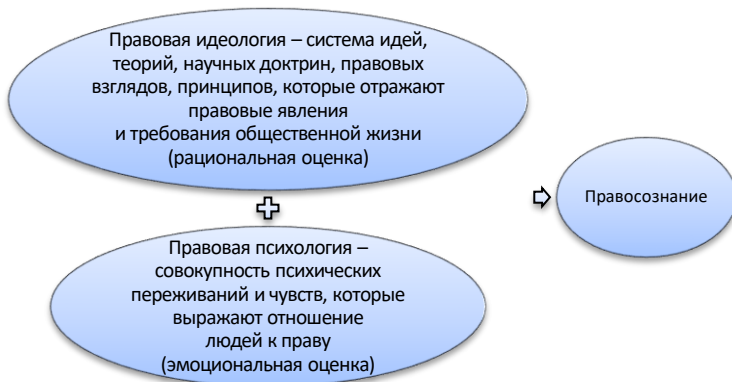 Правовая идеология – система идей,
теорий, научных доктрин, правовых
взглядов, принципов, которые отражают
правовые явления
и требования общественной жизни
(рациональная оценка)
Правосознание
Правовая психология –
совокупность психических
переживаний и чувств, которые
выражают отношение
людей к праву
(эмоциональная оценка)